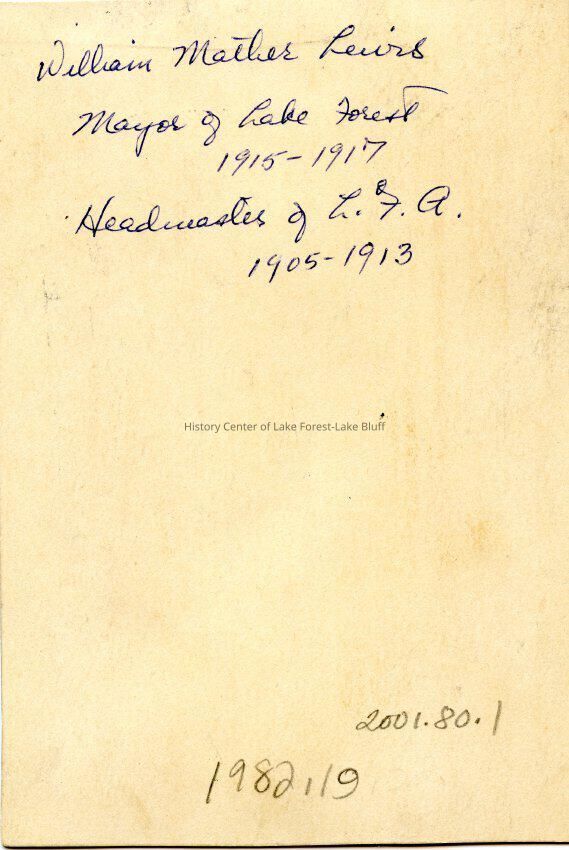 William Mather Lewis
Mayor of Lake Forest
1915-1917
Headmaster of L.F.A.
1905-1913
History Center of Lake Forest-Lake Bluff
2001.80.1
1982.19